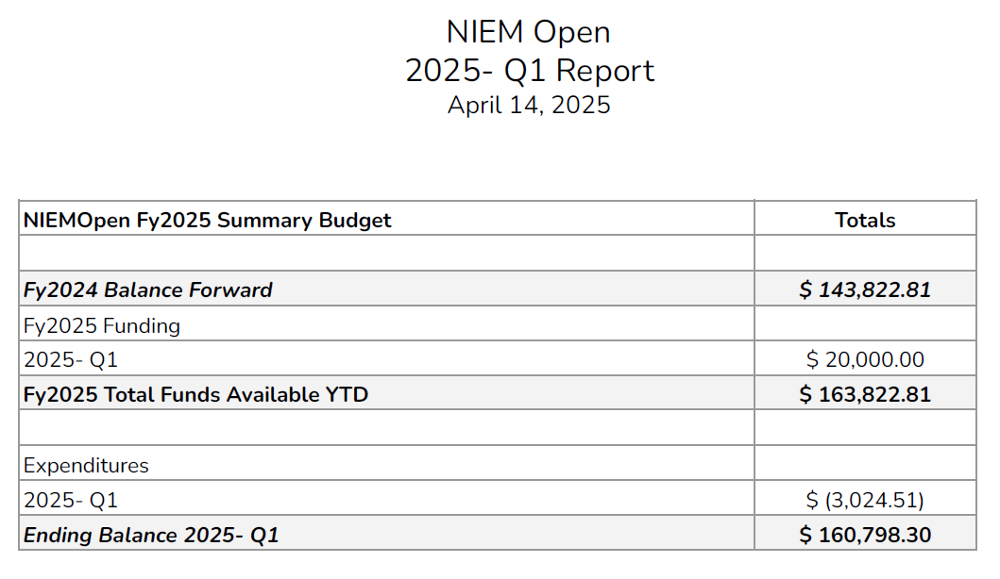 NIEM Open
2025- Q1 Report
April 14, 2025
NIEMOpen Fy2025 Summary Budget Totals
Fy2024 Balance Forward $ 143,822.81
Fy2025 Funding
2025- Q1 $ 20,000.00
Fy2025 Total Funds Available YTD $ 163,822.81
Expenditures
2025- Q1 $ (3,024.51)
Ending Balance 2025- Q1 $ 160,798.30